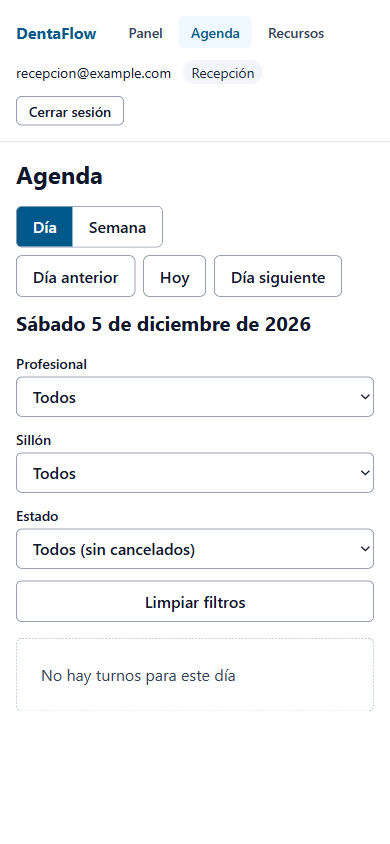 DentaFlow Panel Agenda Recursos
recepcion@example.com Recepción
Cerrar sesión
Agenda
Día Semana
Día anterior Hoy Día siguiente
Sábado 5 de diciembre de 2026
Profesional
Todos
Sillón
Todos
Estado
Todos (sin cancelados)
Limpiar filtros
No hay turnos para este día